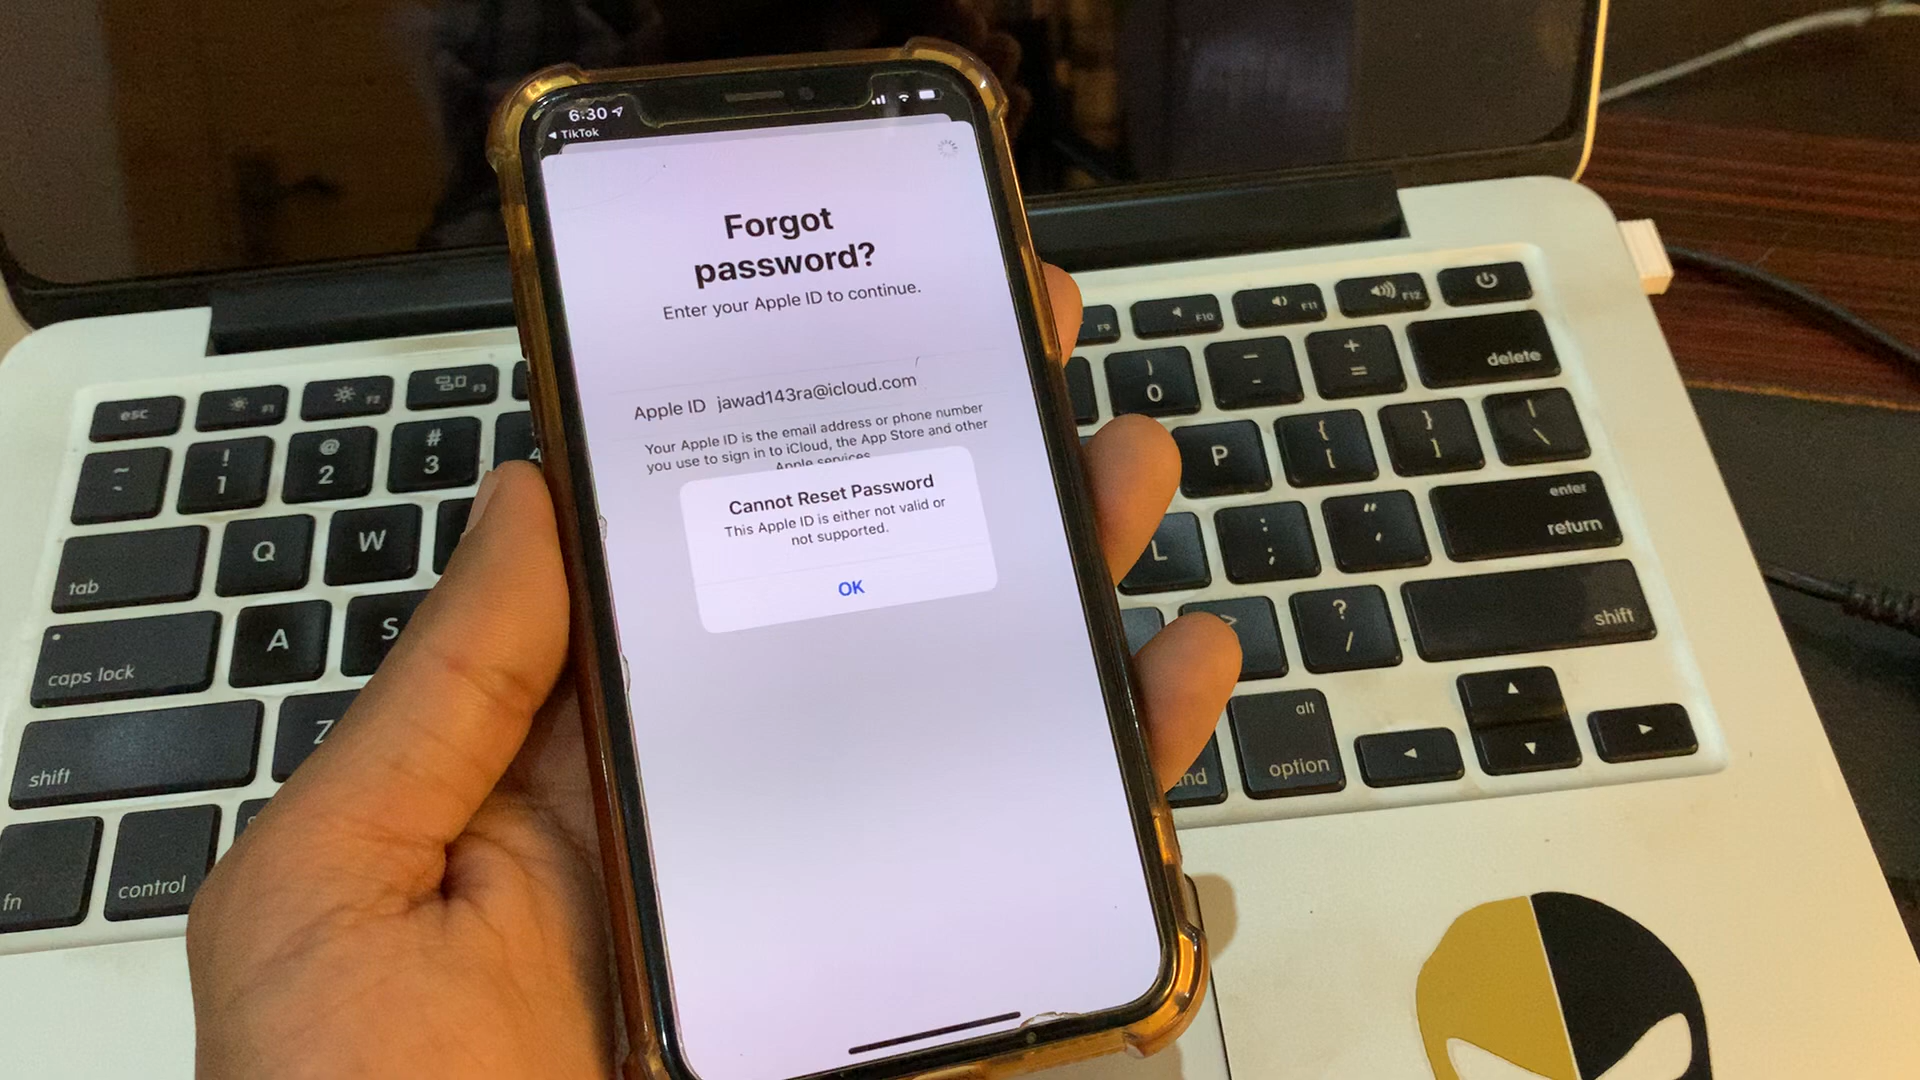 6:30
TikTok
Forgot
password?
Enter your Apple ID to continue.
Apple ID jawad143ra@icloud.com
Your Apple ID is the email address or phone number
you use to sign in to iCloud, the App Store and other
Apple services.
Cannot Reset Password
This Apple ID is either not valid or
not supported.
OK
esc F1 F2 F3
F9 F10 F11 F12
~ `
! 1
@ 2
# 3
4
) 0
_ -
+ =
delete
tab Q W
P { [ } ] | \
caps lock A S
L : ; " '
enter
return
shift Z
> ? / shift
fn control
alt
option